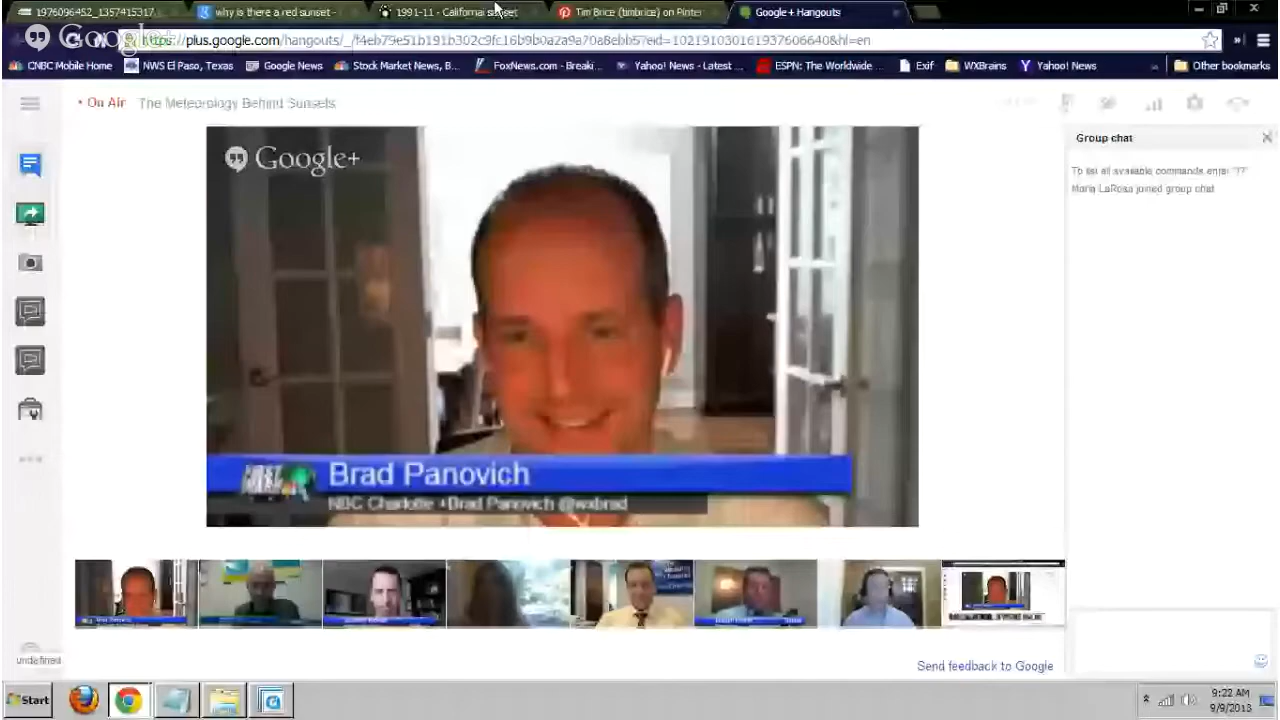 1976096452_1357415317
why is there a red sunset -
1991-11 - California sunset
Tim Brice (timbrice) on Pinter
Google+ Hangouts
Google+
https://plus.google.com/hangouts/_/f4eb79e51b191b302c9fc16b9b0a2a9a70a8ebb5?eid=102191030161937606640&hl=en
CNBC Mobile Home
NWS El Paso, Texas
Google News
Stock Market News, B...
FoxNews.com - Breaki...
Yahoo! News - Latest ...
ESPN: The Worldwide ...
Exif
WXBrains
Yahoo! News
Other bookmarks
• On Air The Meteorology Behind Sunsets
Group chat
To list all available commands enter "??"
Maria LaRosa joined group chat
Google+
Brad Panovich
NBC Charlotte +Brad Panovich @wxbrad
undefined
Send feedback to Google
Start
9:22 AM
9/9/2013